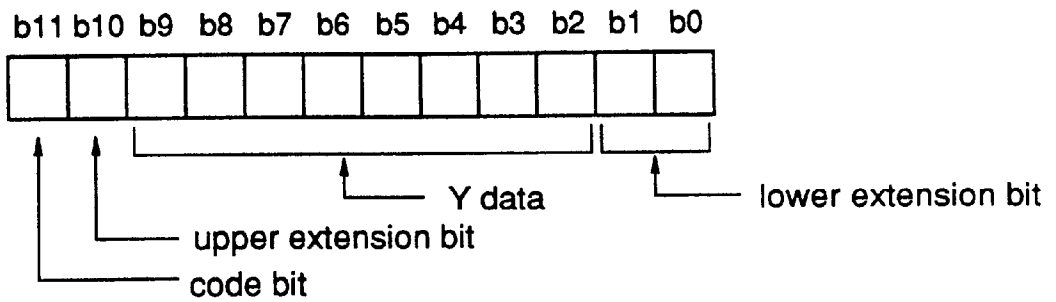 b11 b10 b9 b8 b7 b6 b5 b4 b3 b2 b1 b0
Y data
lower extension bit
upper extension bit
code bit